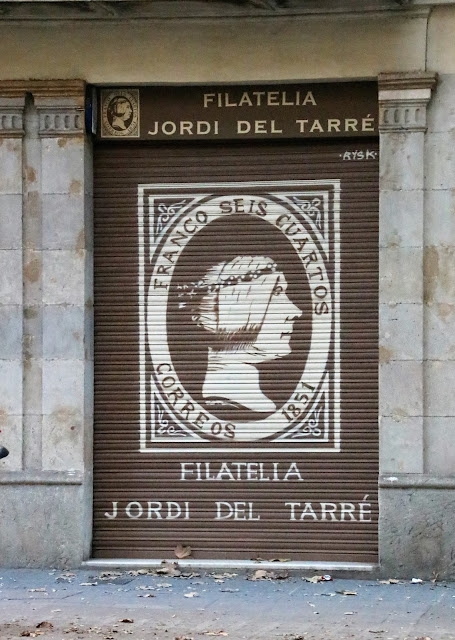 FILATELIA
JORDI DEL TARRÉ
RYSK
FRANCO SEIS CUARTOS
CORREOS 1851
FILATELIA
JORDI DEL TARRÉ